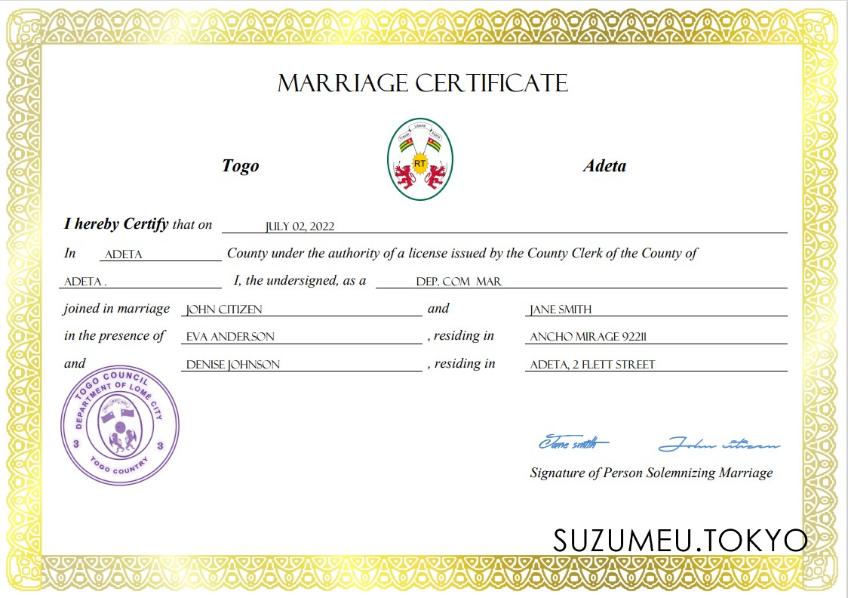 MARRIAGE CERTIFICATE
RT
Togo
Adeta
I hereby Certify that on JULY 02, 2022
In ADETA County under the authority of a license issued by the County Clerk of the County of
ADETA . I, the undersigned, as a DEP. COM MAR
joined in marriage JOHN CITIZEN and JANE SMITH
in the presence of EVA ANDERSON , residing in ANCHO MIRAGE 92211
and DENISE JOHNSON , residing in ADETA, 2 FLETT STREET
TOGO COUNCIL
DEPARTMENT OF LOMÉ CITY
3 3
TOGO COUNTRY
Jane smith John citizen
Signature of Person Solemnizing Marriage
SUZUMEU.TOKYO